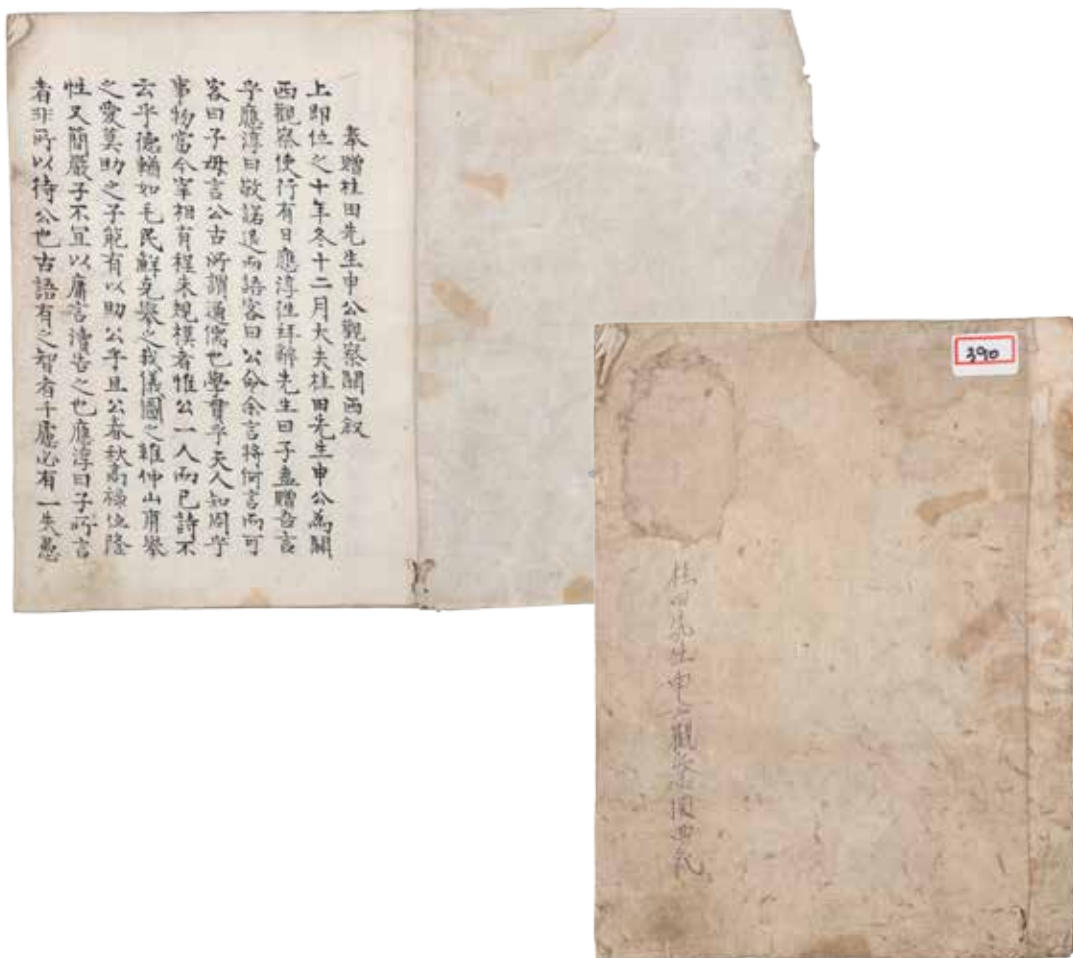 奉贈桂田先生申公觀察關西叙
上即位之十年冬十二月大夫桂田先生申公爲關
西觀察使行有日應淳往拜辭先生曰子盍贈吾言
乎應淳曰敬諾退而語客曰公命余言將何言而可
客曰子毋言公古所謂通儒也學貫乎天人知周乎
事物當今宰相有程朱規模者惟公一人而已詩不
云乎德輶如毛民鮮克擧之我儀圖之維仲山甫擧
之愛莫助之子能有以助公乎且公春秋高祿位隆
性又簡嚴子不宜以庸言瀆告之也應淳曰子所言
者非所以待公也古語有之智者千慮必有一失愚
390
桂田先生申公觀察關西叙